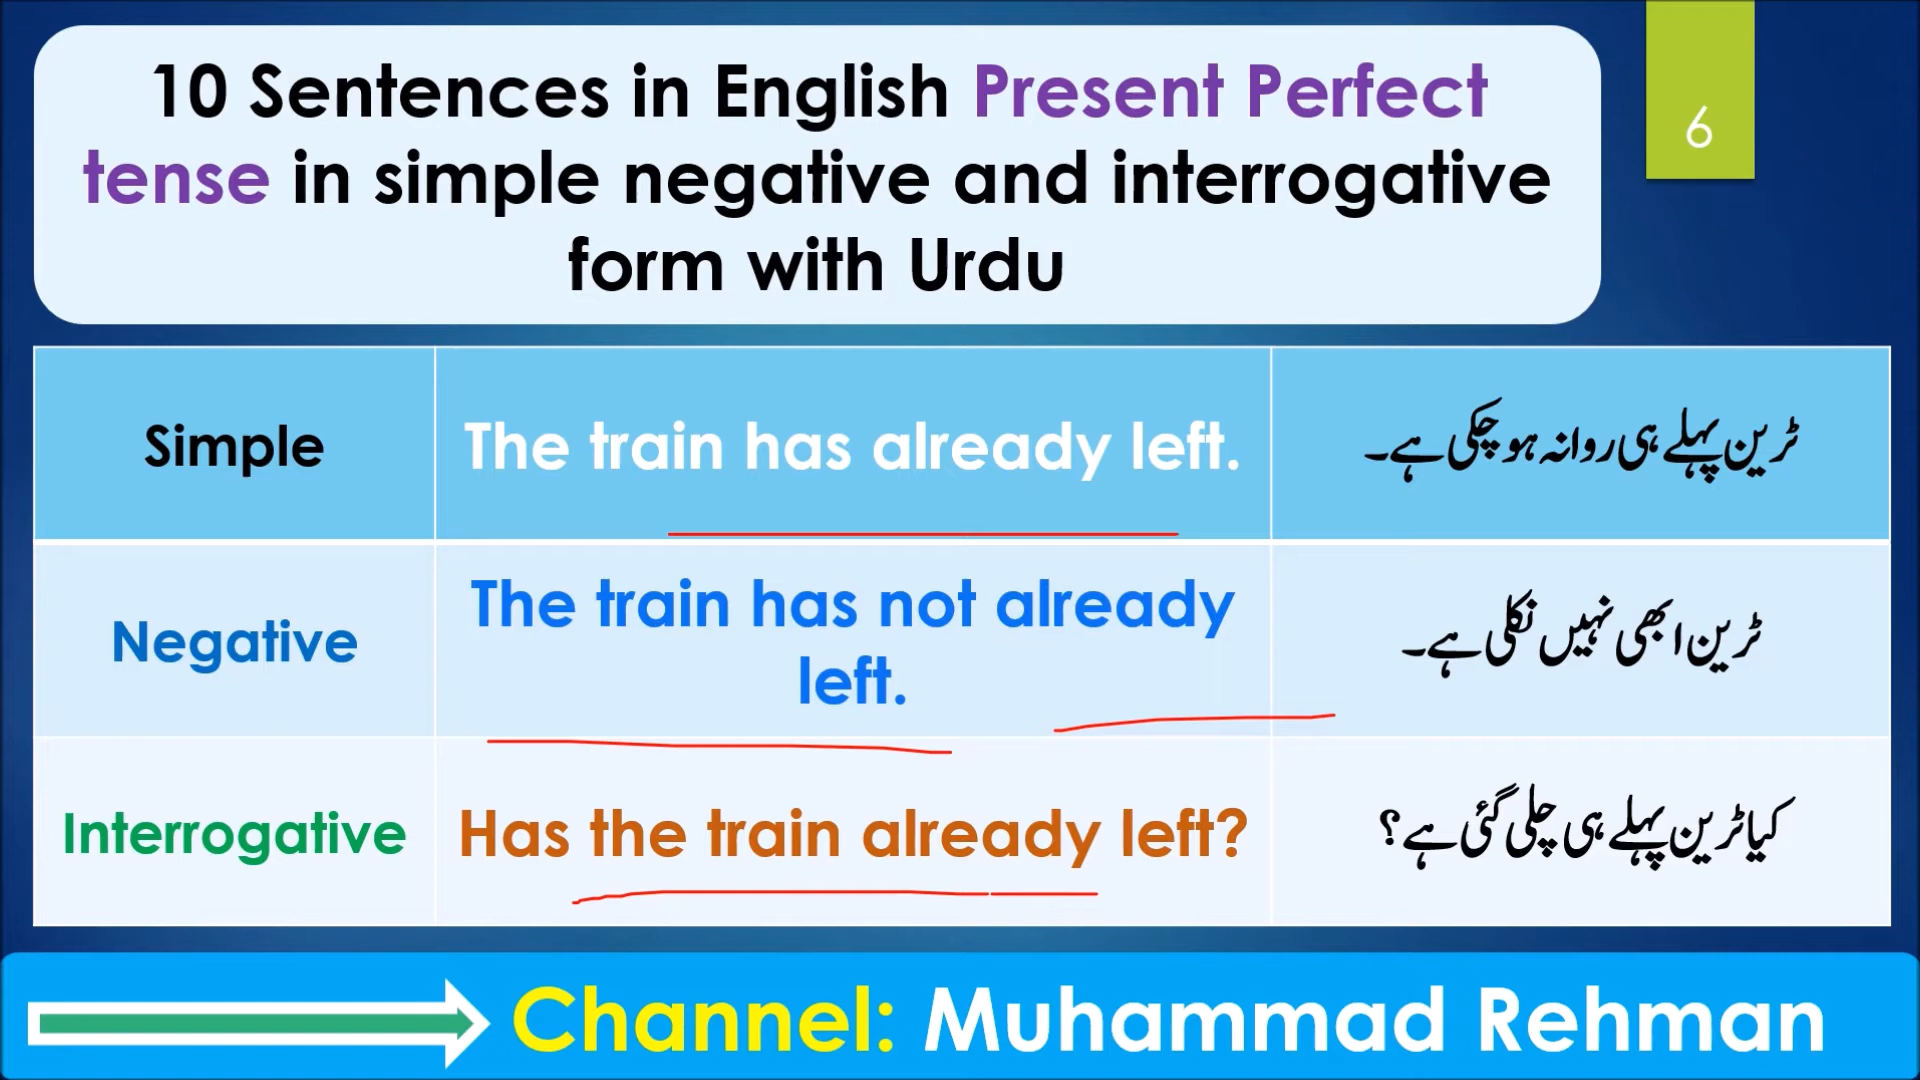 10 Sentences in English Present Perfect
tense in simple negative and interrogative
form with Urdu
6
Simple
The train has already left.
ٹرین پہلے ہی روانہ ہو چکی ہے۔
Negative
The train has not already
left.
ٹرین ابھی نہیں نکلی ہے۔
Interrogative
Has the train already left?
کیا ٹرین پہلے ہی چلی گئی ہے؟
Channel: Muhammad Rehman